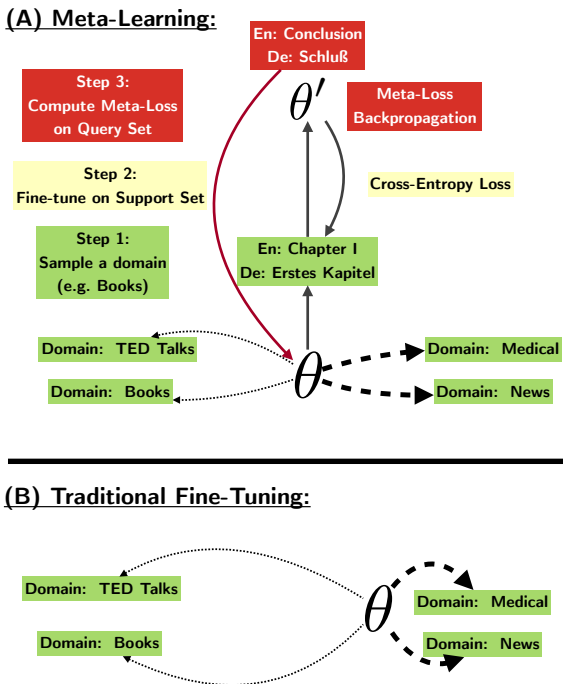 (A) Meta-Learning:
En: Conclusion
De: Schluß
Step 3:
Compute Meta-Loss
on Query Set
θ′
Meta-Loss
Backpropagation
Step 2:
Fine-tune on Support Set
Cross-Entropy Loss
Step 1:
Sample a domain
(e.g. Books)
En: Chapter I
De: Erstes Kapitel
Domain: TED Talks
Domain: Medical
θ
Domain: Books
Domain: News
(B) Traditional Fine-Tuning:
Domain: TED Talks
θ
Domain: Medical
Domain: Books
Domain: News